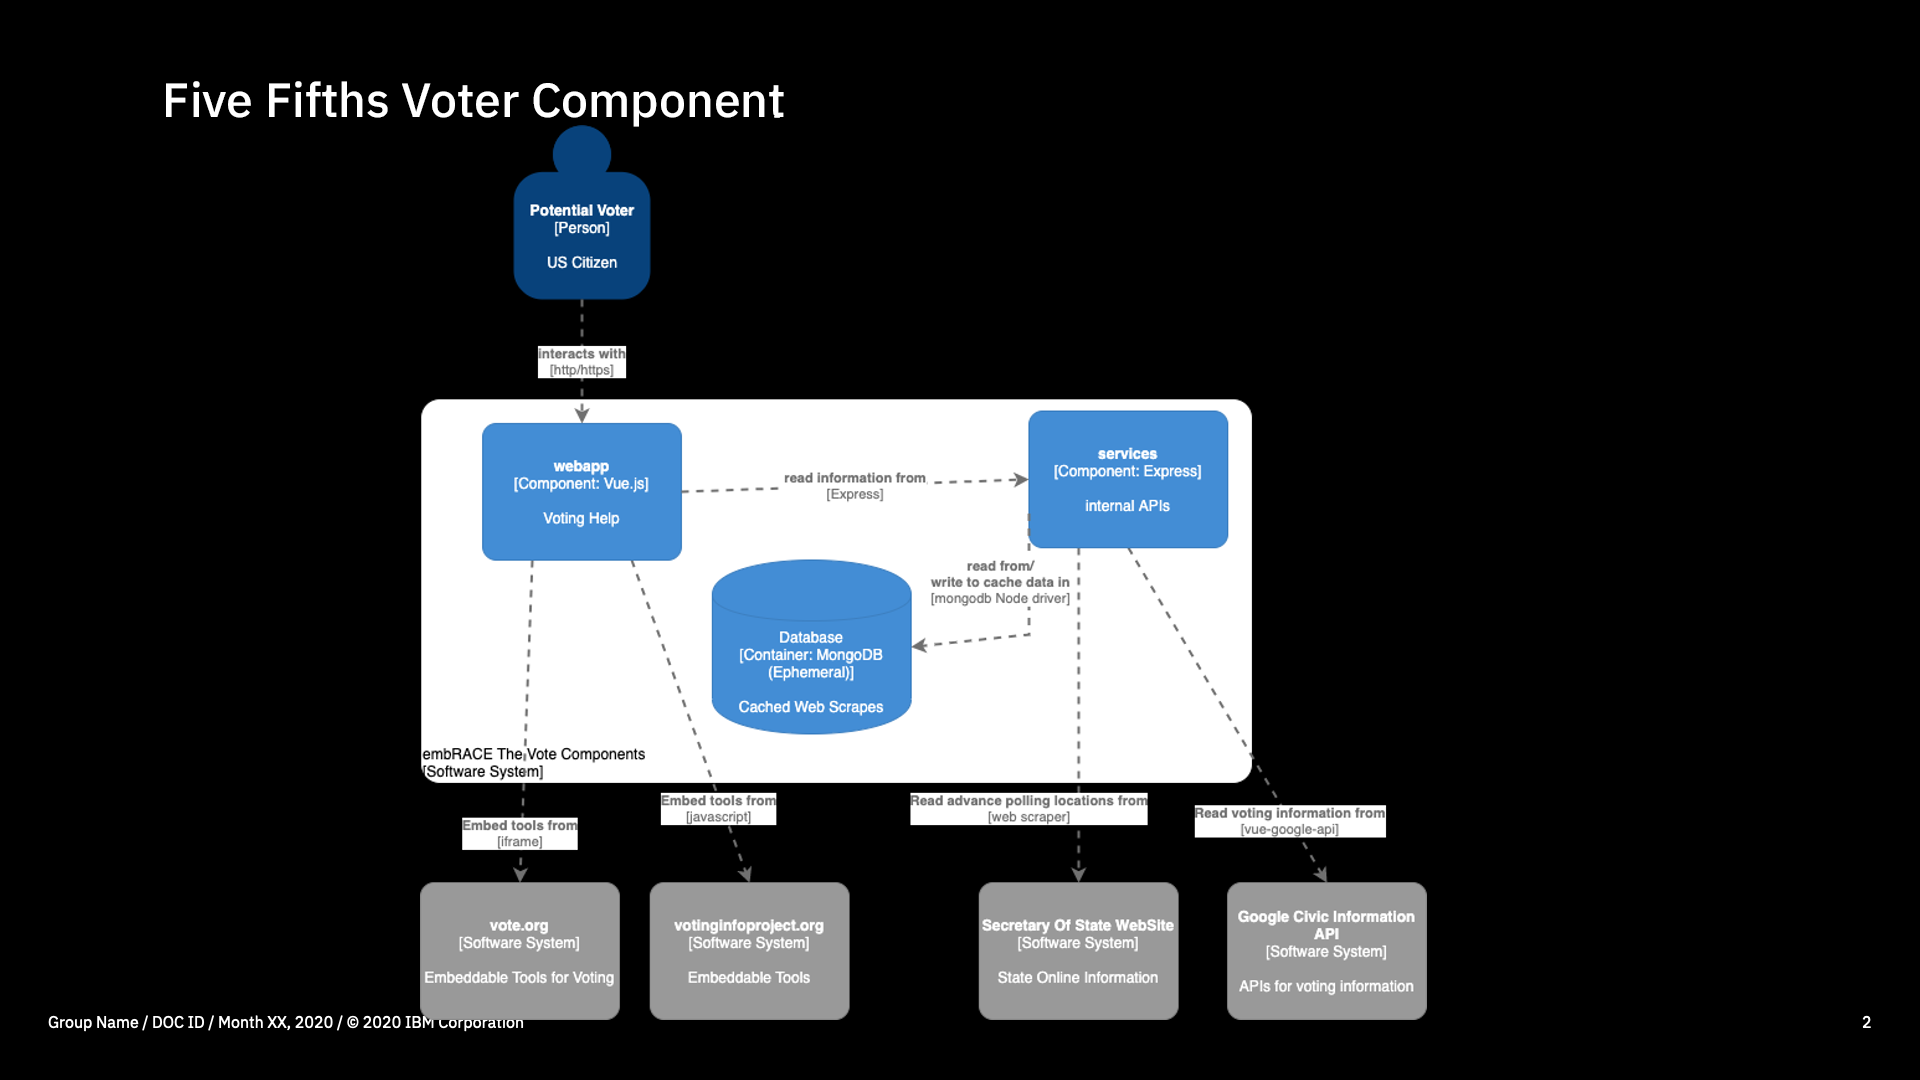 Five Fifths Voter Component
Potential Voter
[Person]
US Citizen
interacts with
[http/https]
webapp
[Component: Vue.js]
Voting Help
read information from
[Express]
services
[Component: Express]
internal APIs
read from/
write to cache data in
[mongodb Node driver]
Database
[Container: MongoDB
(Ephemeral)]
Cached Web Scrapes
embRACE The Vote Components
[Software System]
Embed tools from
[iframe]
Embed tools from
[javascript]
Read advance polling locations from
[web scraper]
Read voting information from
[vue-google-api]
vote.org
[Software System]
Embeddable Tools for Voting
votinginfoproject.org
[Software System]
Embeddable Tools
Secretary Of State WebSite
[Software System]
State Online Information
Google Civic Information
API
[Software System]
APIs for voting information
Group Name / DOC ID / Month XX, 2020 / © 2020 IBM Corporation
2